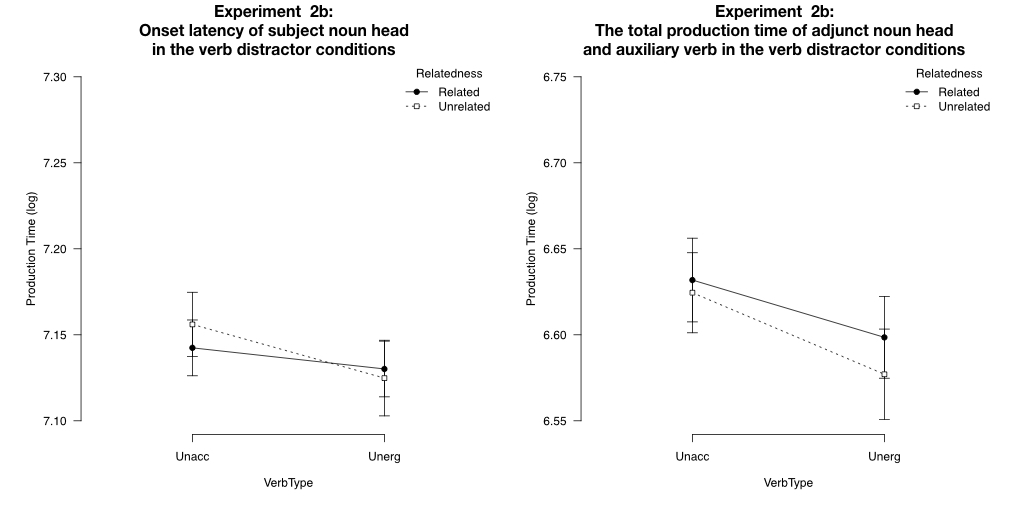 Experiment 2b:
Onset latency of subject noun head
in the verb distractor conditions
Relatedness
Related
Unrelated
Production Time (log)
7.30
7.25
7.20
7.15
7.10
Unacc
Unerg
VerbType
Experiment 2b:
The total production time of adjunct noun head
and auxiliary verb in the verb distractor conditions
Relatedness
Related
Unrelated
Production Time (log)
6.75
6.70
6.65
6.60
6.55
Unacc
Unerg
VerbType